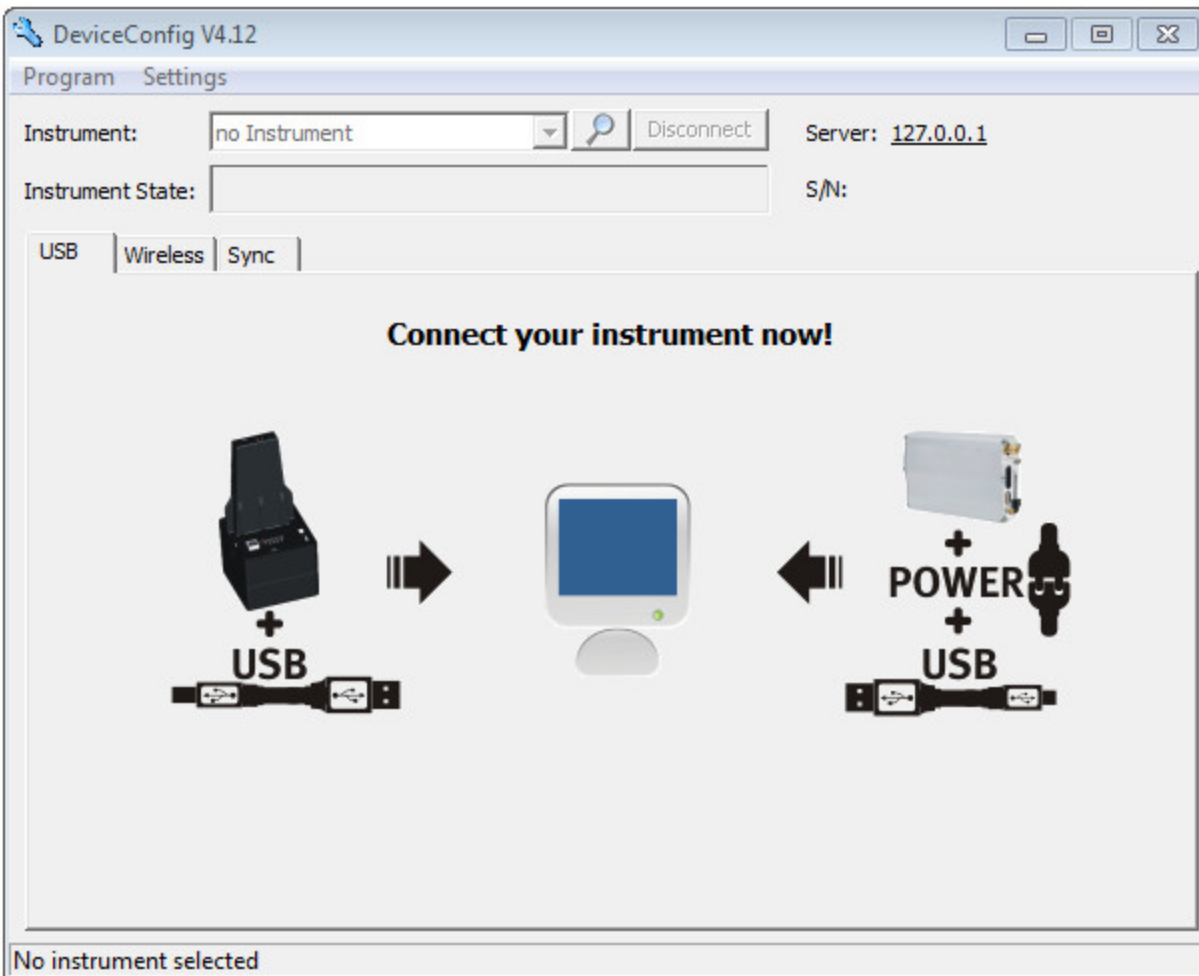 DeviceConfig V4.12
Program Settings
Instrument: no Instrument Disconnect Server: 127.0.0.1
Instrument State: S/N:
USB Wireless Sync
Connect your instrument now!
+
USB
+
POWER
+
USB
No instrument selected